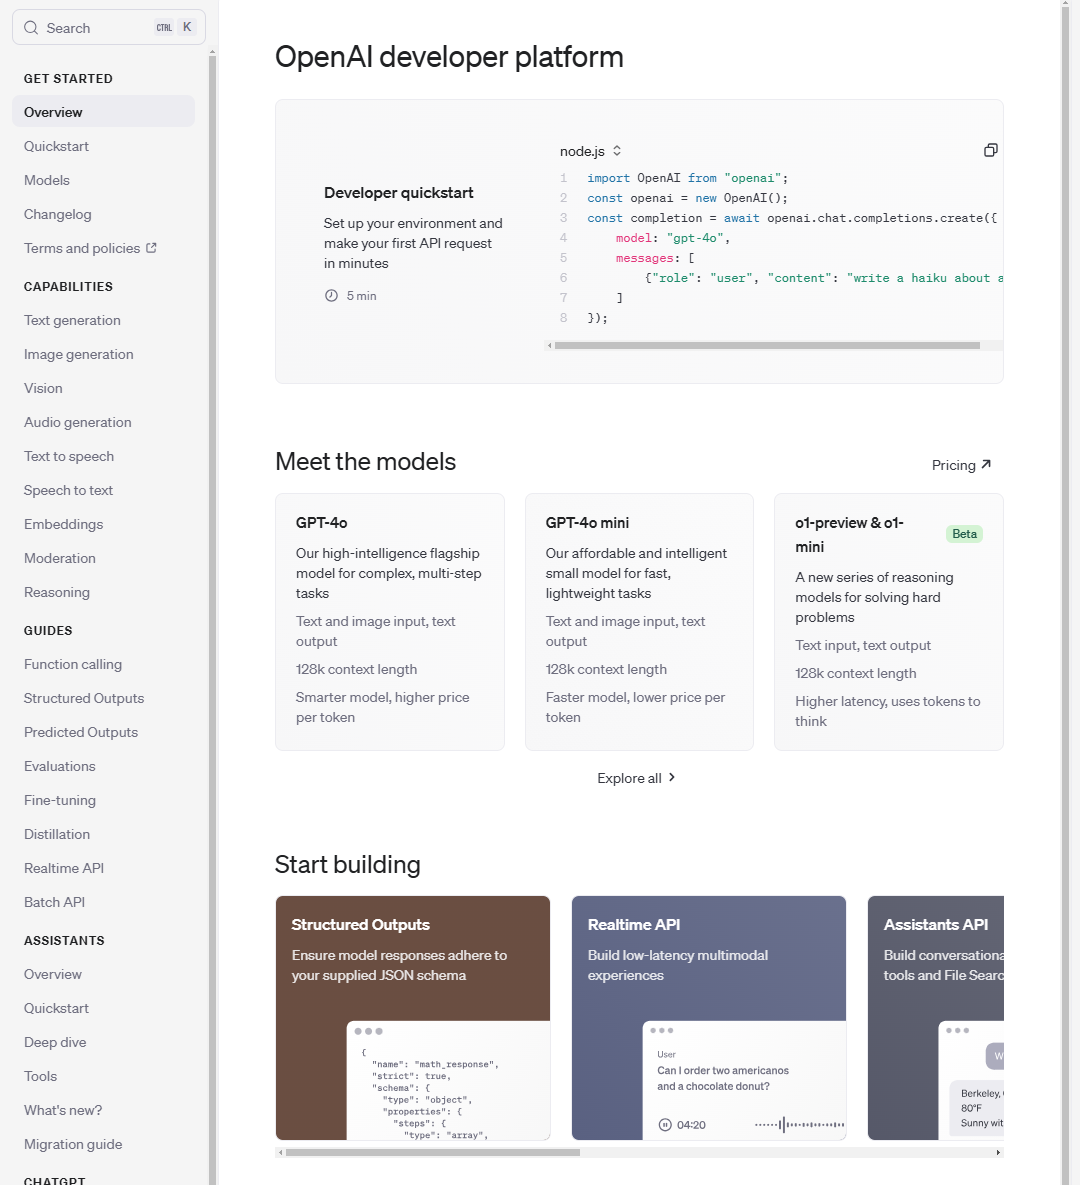 Search CTRL K
GET STARTED
Overview
Quickstart
Models
Changelog
Terms and policies
CAPABILITIES
Text generation
Image generation
Vision
Audio generation
Text to speech
Speech to text
Embeddings
Moderation
Reasoning
GUIDES
Function calling
Structured Outputs
Predicted Outputs
Evaluations
Fine-tuning
Distillation
Realtime API
Batch API
ASSISTANTS
Overview
Quickstart
Deep dive
Tools
What's new?
Migration guide
CHATGPT
OpenAI developer platform
Developer quickstart
Set up your environment and
make your first API request
in minutes
5 min
node.js
1 import OpenAI from "openai";
2 const openai = new OpenAI();
3 const completion = await openai.chat.completions.create({
4     model: "gpt-4o",
5     messages: [
6         {"role": "user", "content": "write a haiku about a
7     ]
8 });
Meet the models
Pricing
GPT-4o
Our high-intelligence flagship
model for complex, multi-step
tasks
Text and image input, text
output
128k context length
Smarter model, higher price
per token
GPT-4o mini
Our affordable and intelligent
small model for fast,
lightweight tasks
Text and image input, text
output
128k context length
Faster model, lower price per
token
o1-preview & o1-
mini
Beta
A new series of reasoning
models for solving hard
problems
Text input, text output
128k context length
Higher latency, uses tokens to
think
Explore all
Start building
Structured Outputs
Ensure model responses adhere to
your supplied JSON schema
{
"name": "math_response",
"strict": true,
"schema": {
"type": "object",
"properties": {
"steps": {
"type": "array",
Realtime API
Build low-latency multimodal
experiences
User
Can I order two americanos
and a chocolate donut?
04:20
Assistants API
Build conversationa
tools and File Searc
W
Berkeley,
80°F
Sunny wit